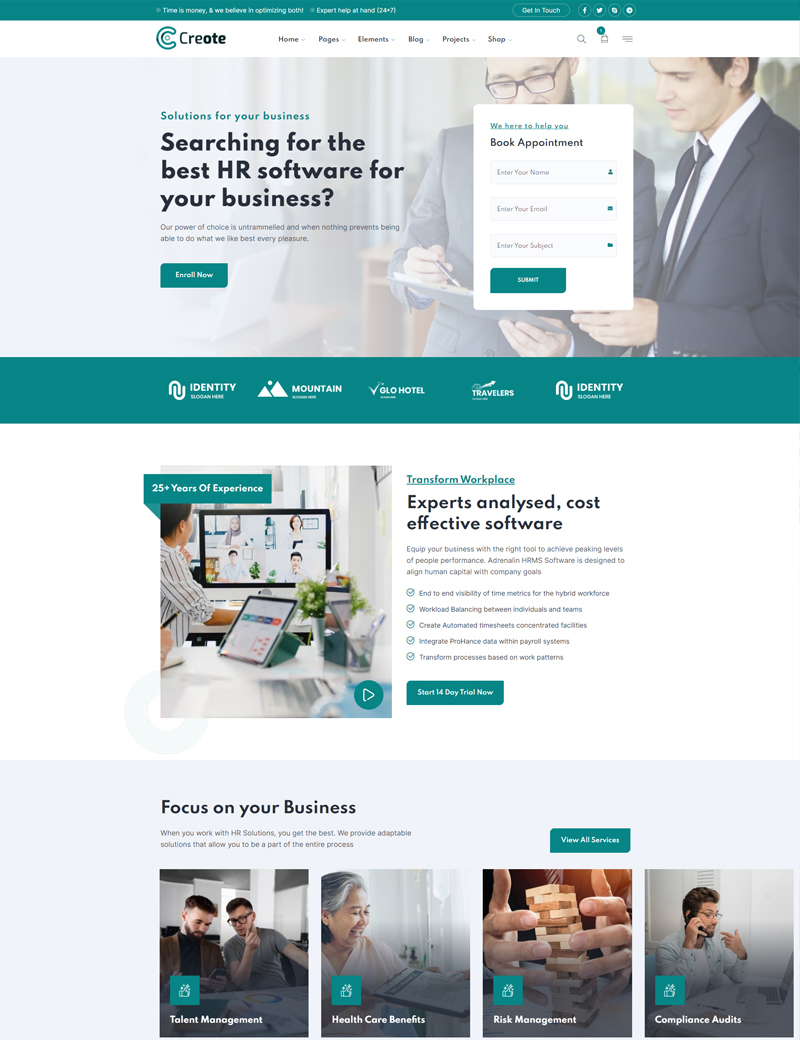 Time is money, & we believe in optimizing both! Expert help at hand (24*7) Get In Touch
Creote
Home Pages Elements Blog Projects Shop
Solutions for your business
Searching for the
best HR software for
your business?
Our power of choice is untrammelled and when nothing prevents being
able to do what we like best every pleasure.
Enroll Now
We here to help you
Book Appointment
Enter Your Name
Enter Your Email
Enter Your Subject
SUBMIT
IDENTITY
SLOGAN HERE
MOUNTAIN
SLOGAN HERE
GLO HOTEL
SLOGAN HERE
TRAVELERS
SLOGAN HERE
IDENTITY
SLOGAN HERE
25+ Years Of Experience
Transform Workplace
Experts analysed, cost
effective software
Equip your business with the right tool to achieve peaking levels
of people performance. Adrenalin HRMS Software is designed to
align human capital with company goals
End to end visibility of time metrics for the hybrid workforce
Workload Balancing between individuals and teams
Create Automated timesheets concentrated facilities
Integrate ProHance data within payroll systems
Transform processes based on work patterns
Start 14 Day Trial Now
Focus on your Business
When you work with HR Solutions, you get the best. We provide adaptable
solutions that allow you to be a part of the entire process
View All Services
Talent Management
Health Care Benefits
Risk Management
Compliance Audits